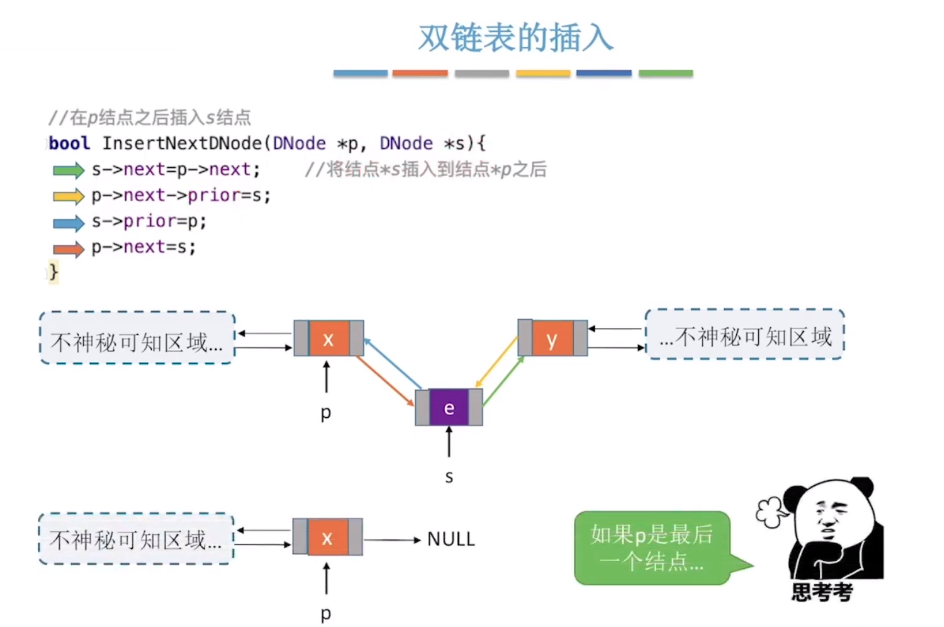 双链表的插入
//在p结点之后插入s结点
bool InsertNextDNode(DNode *p, DNode *s){
s->next=p->next; //将结点*s插入到结点*p之后
p->next->prior=s;
s->prior=p;
p->next=s;
}
不神秘可知区域...
x
y
...不神秘可知区域
p
e
s
不神秘可知区域...
x
NULL
p
如果p是最后
一个结点...
思考考